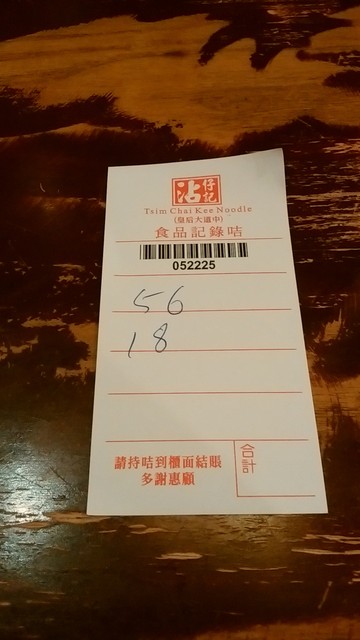 沾仔記
Tsim Chai Kee Noodle
(皇后大道中)
食品記錄咭
052225
56
18
請持咭到櫃面結賬
多謝惠顧
合計